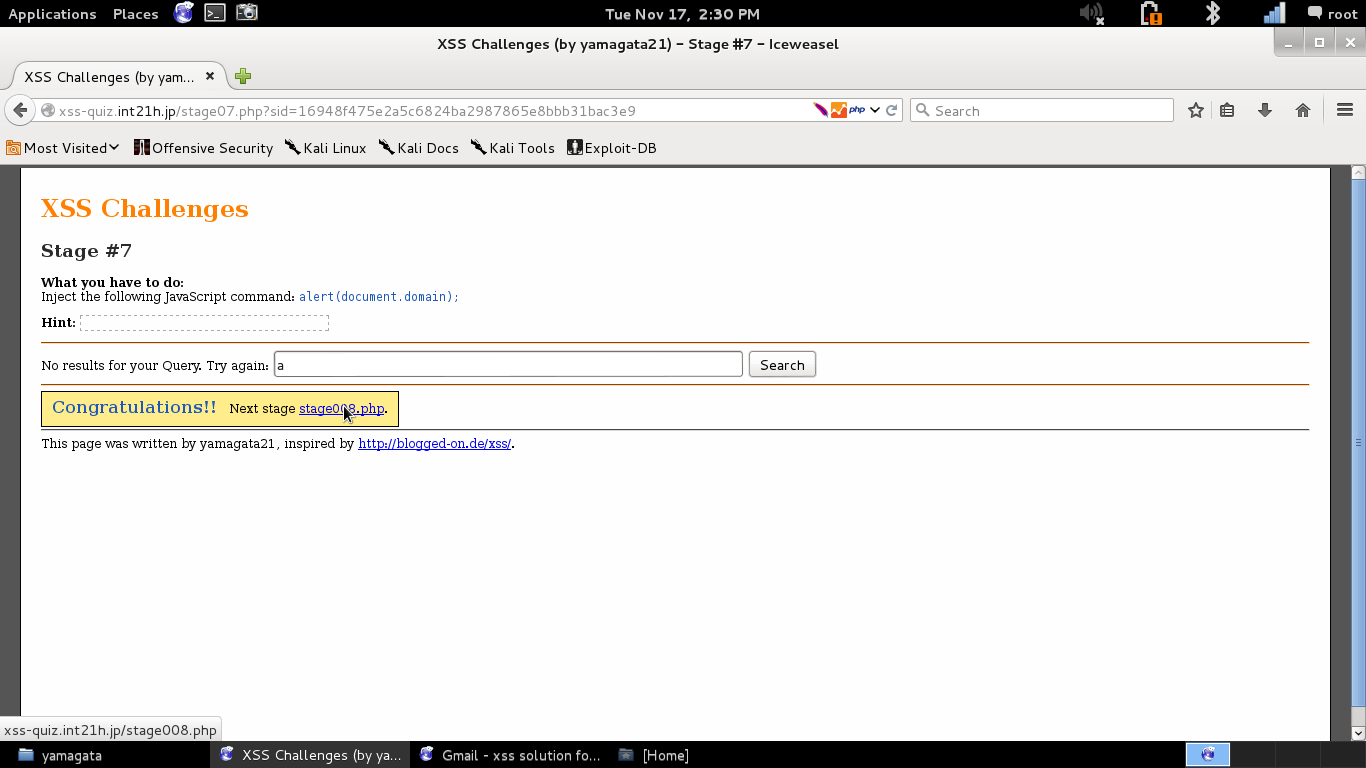 Applications Places Tue Nov 17, 2:30 PM root
XSS Challenges (by yamagata21) - Stage #7 - Iceweasel
XSS Challenges (by yam...
xss-quiz.int21h.jp/stage07.php?sid=16948f475e2a5c6824ba2987865e8bbb31bac3e9 php Search
Most Visited Offensive Security Kali Linux Kali Docs Kali Tools Exploit-DB
XSS Challenges
Stage #7
What you have to do:
Inject the following JavaScript command: alert(document.domain);
Hint:
No results for your Query. Try again: a Search
Congratulations!! Next stage stage008.php.
This page was written by yamagata21, inspired by http://blogged-on.de/xss/.
xss-quiz.int21h.jp/stage008.php
yamagata XSS Challenges (by ya... Gmail - xss solution fo... [Home]